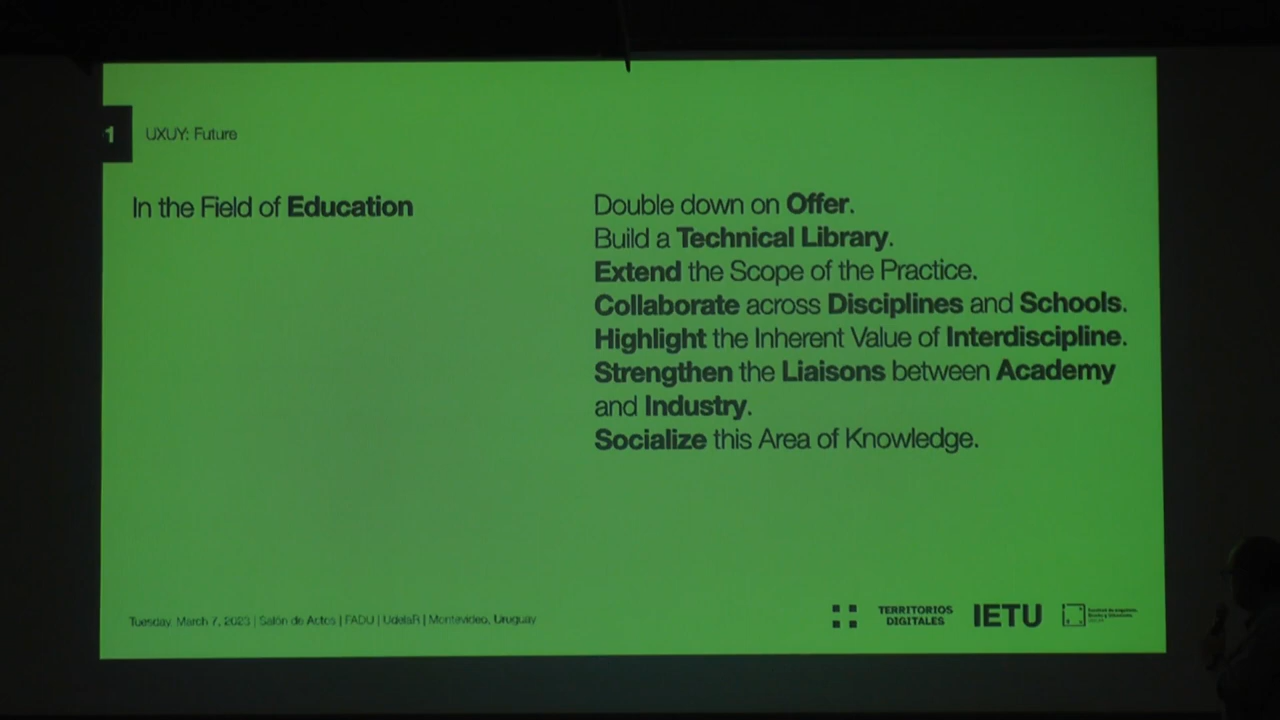 1
UXUY: Future
In the Field of Education
Double down on Offer.
Build a Technical Library.
Extend the Scope of the Practice.
Collaborate across Disciplines and Schools.
Highlight the Inherent Value of Interdiscipline.
Strengthen the Liaisons between Academy
and Industry.
Socialize this Area of Knowledge.
Tuesday, March 7, 2023 | Salón de Actos | FADU | UdelaR | Montevideo, Uruguay
TERRITORIOS
DIGITALES
IETU